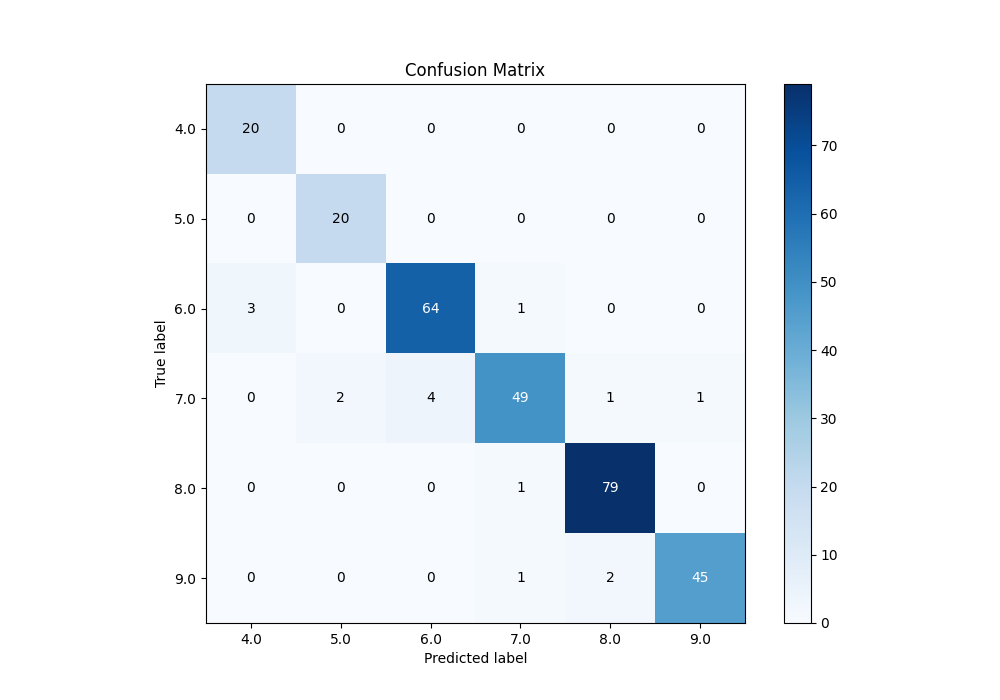 Confusion Matrix
True label
4.0 20 0 0 0 0 0
5.0 0 20 0 0 0 0
6.0 3 0 64 1 0 0
7.0 0 2 4 49 1 1
8.0 0 0 0 1 79 0
9.0 0 0 0 1 2 45
4.0 5.0 6.0 7.0 8.0 9.0
Predicted label
70
60
50
40
30
20
10
0